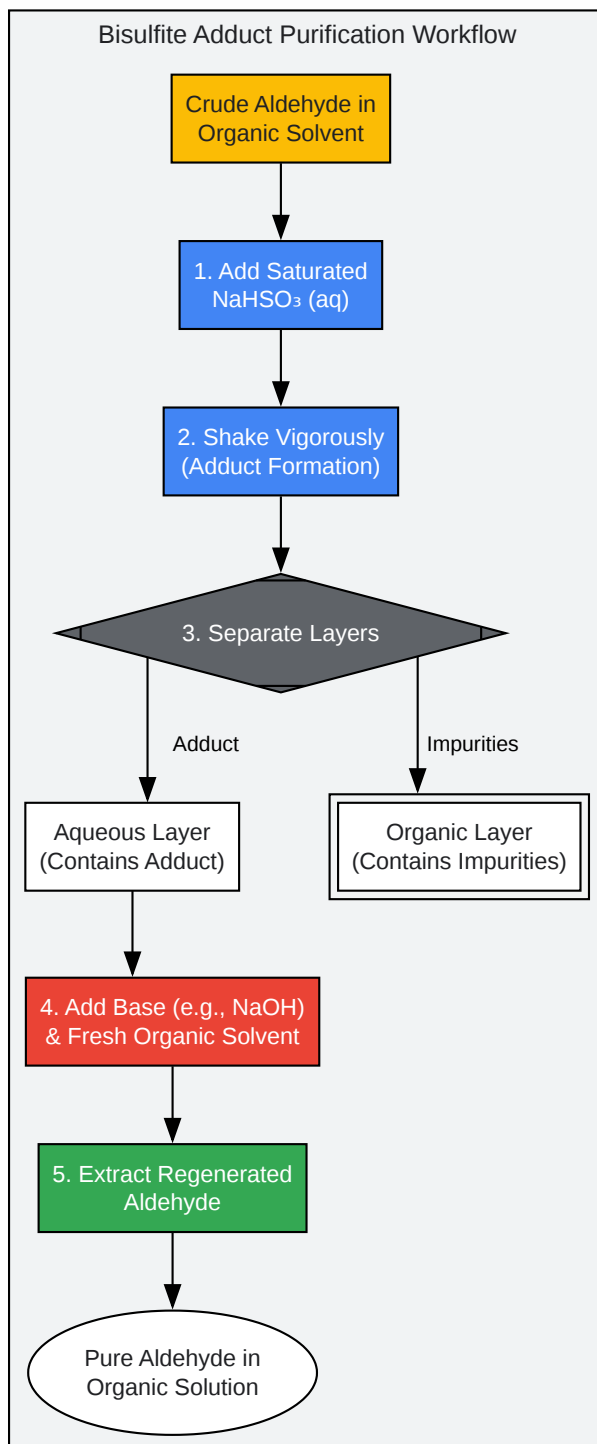 Bisulfite Adduct Purification Workflow
Crude Aldehyde in
Organic Solvent
1. Add Saturated
NaHSO₃ (aq)
2. Shake Vigorously
(Adduct Formation)
3. Separate Layers
Adduct
Impurities
Aqueous Layer
(Contains Adduct)
Organic Layer
(Contains Impurities)
4. Add Base (e.g., NaOH)
& Fresh Organic Solvent
5. Extract Regenerated
Aldehyde
Pure Aldehyde in
Organic Solution